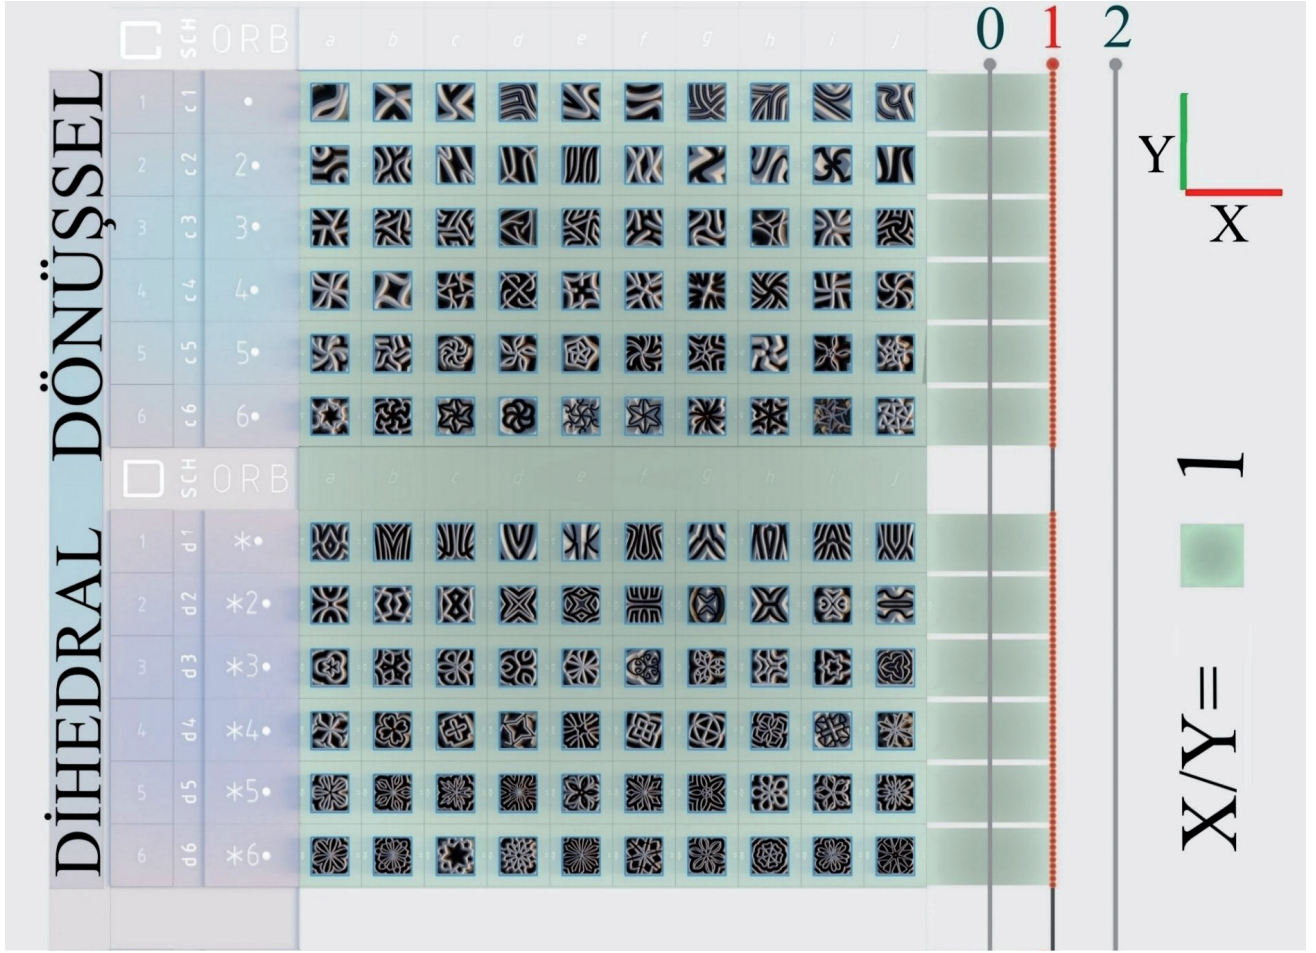 SCH ORB a b c d e f g h i j
0 1 2
1 c1 •
2 c2 2•
3 c3 3•
4 c4 4•
5 c5 5•
6 c6 6•
SCH ORB a b c d e f g h i j
1 d1 *•
2 d2 *2•
3 d3 *3•
4 d4 *4•
5 d5 *5•
6 d6 *6•
DİHEDRAL DÖNÜŞSEL
Y
X
X/Y= 1